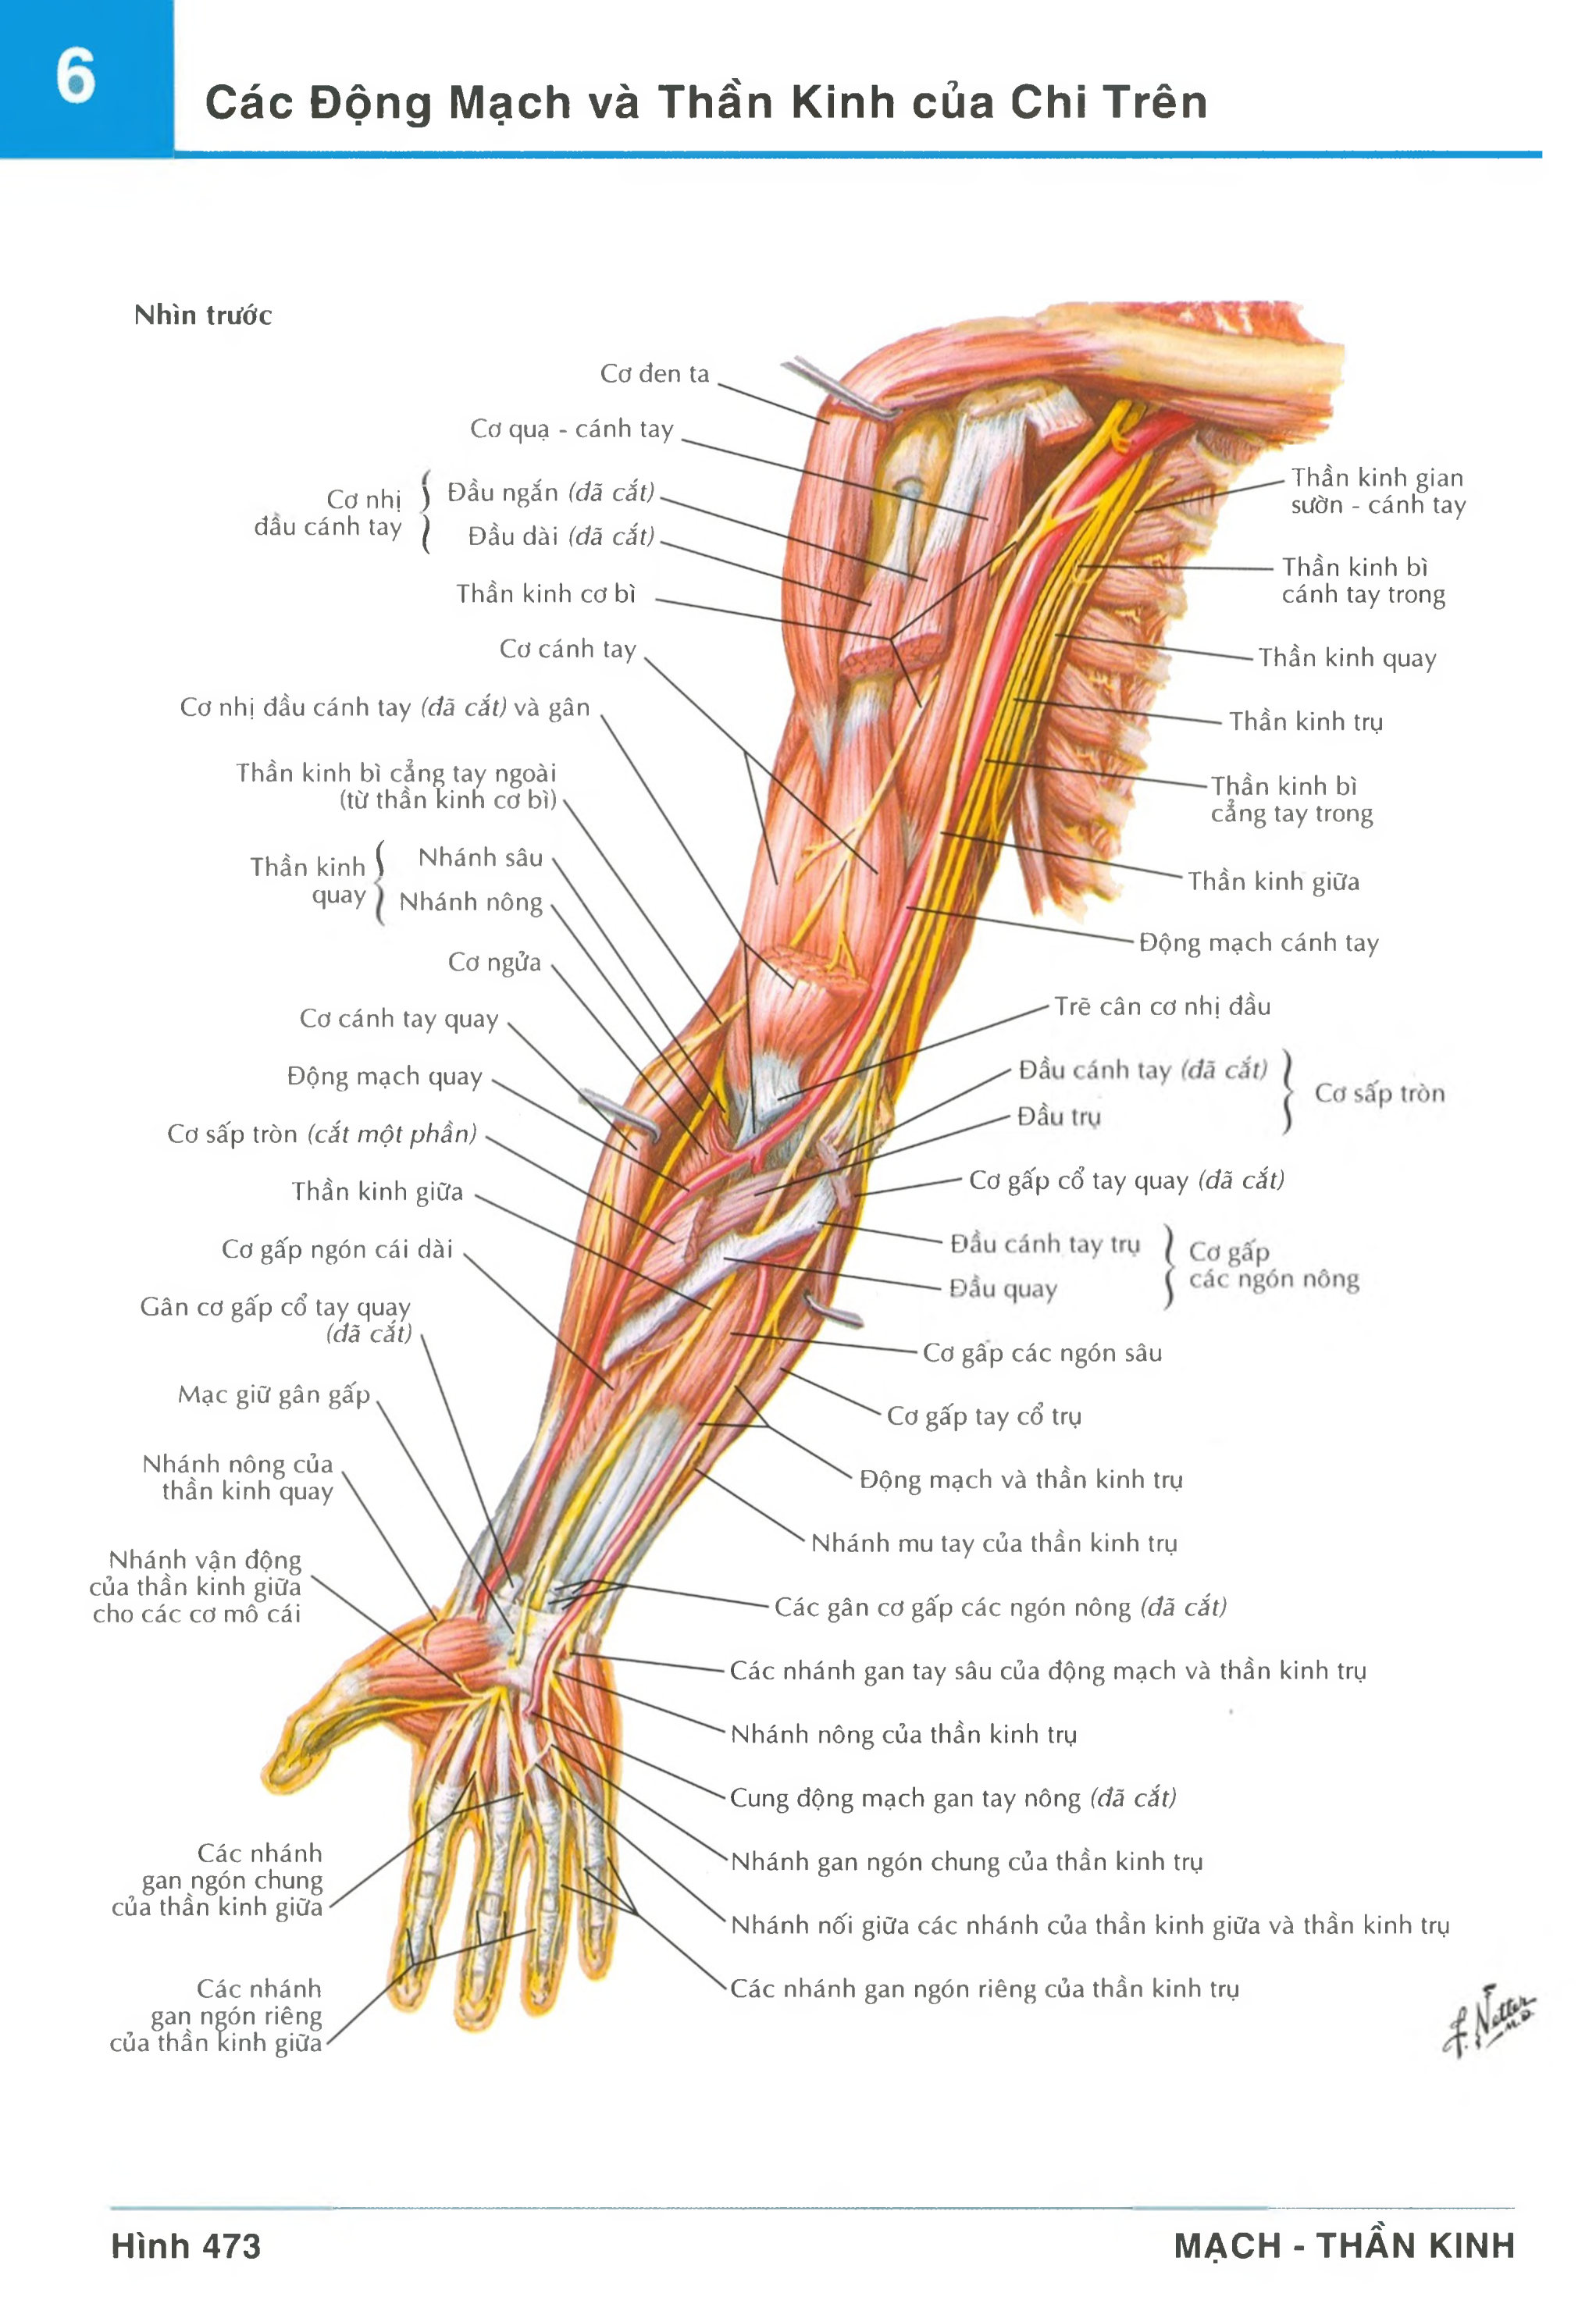 6
Các Động Mạch và Thần Kinh của Chi Trên
Nhìn trước
Cơ đen ta
Cơ quạ - cánh tay
Cơ nhị
đầu cánh tay
Đầu ngắn (đã cắt)
Đầu dài (đã cắt)
Thần kinh cơ bì
Cơ cánh tay
Cơ nhị đầu cánh tay (đã cắt) và gân
Thần kinh bì cẳng tay ngoài
(từ thần kinh cơ bì)
Thần kinh
quay
Nhánh sâu
Nhánh nông
Cơ ngửa
Cơ cánh tay quay
Động mạch quay
Cơ sấp tròn (cắt một phần)
Thần kinh giữa
Cơ gấp ngón cái dài
Gân cơ gấp cổ tay quay
(đã cắt)
Mạc giữ gân gấp
Nhánh nông của
thần kinh quay
Nhánh vận động
của thần kinh giữa
cho các cơ mô cái
Các nhánh
gan ngón chung
của thần kinh giữa
Các nhánh
gan ngón riêng
của thần kinh giữa
Thần kinh gian
sườn - cánh tay
Thần kinh bì
cánh tay trong
Thần kinh quay
Thần kinh trụ
Thần kinh bì
cẳng tay trong
Thần kinh giữa
Động mạch cánh tay
Trẽ cân cơ nhị đầu
Đầu cánh tay (đã cắt)
Đầu trụ
Cơ sấp tròn
Cơ gấp cổ tay quay (đã cắt)
Đầu cánh tay trụ
Đầu quay
Cơ gấp
các ngón nông
Cơ gấp các ngón sâu
Cơ gấp tay cổ trụ
Động mạch và thần kinh trụ
Nhánh mu tay của thần kinh trụ
Các gân cơ gấp các ngón nông (đã cắt)
Các nhánh gan tay sâu của động mạch và thần kinh trụ
Nhánh nông của thần kinh trụ
Cung động mạch gan tay nông (đã cắt)
Nhánh gan ngón chung của thần kinh trụ
Nhánh nối giữa các nhánh của thần kinh giữa và thần kinh trụ
Các nhánh gan ngón riêng của thần kinh trụ
F. Netter
M.D.
Hình 473
MẠCH - THẦN KINH